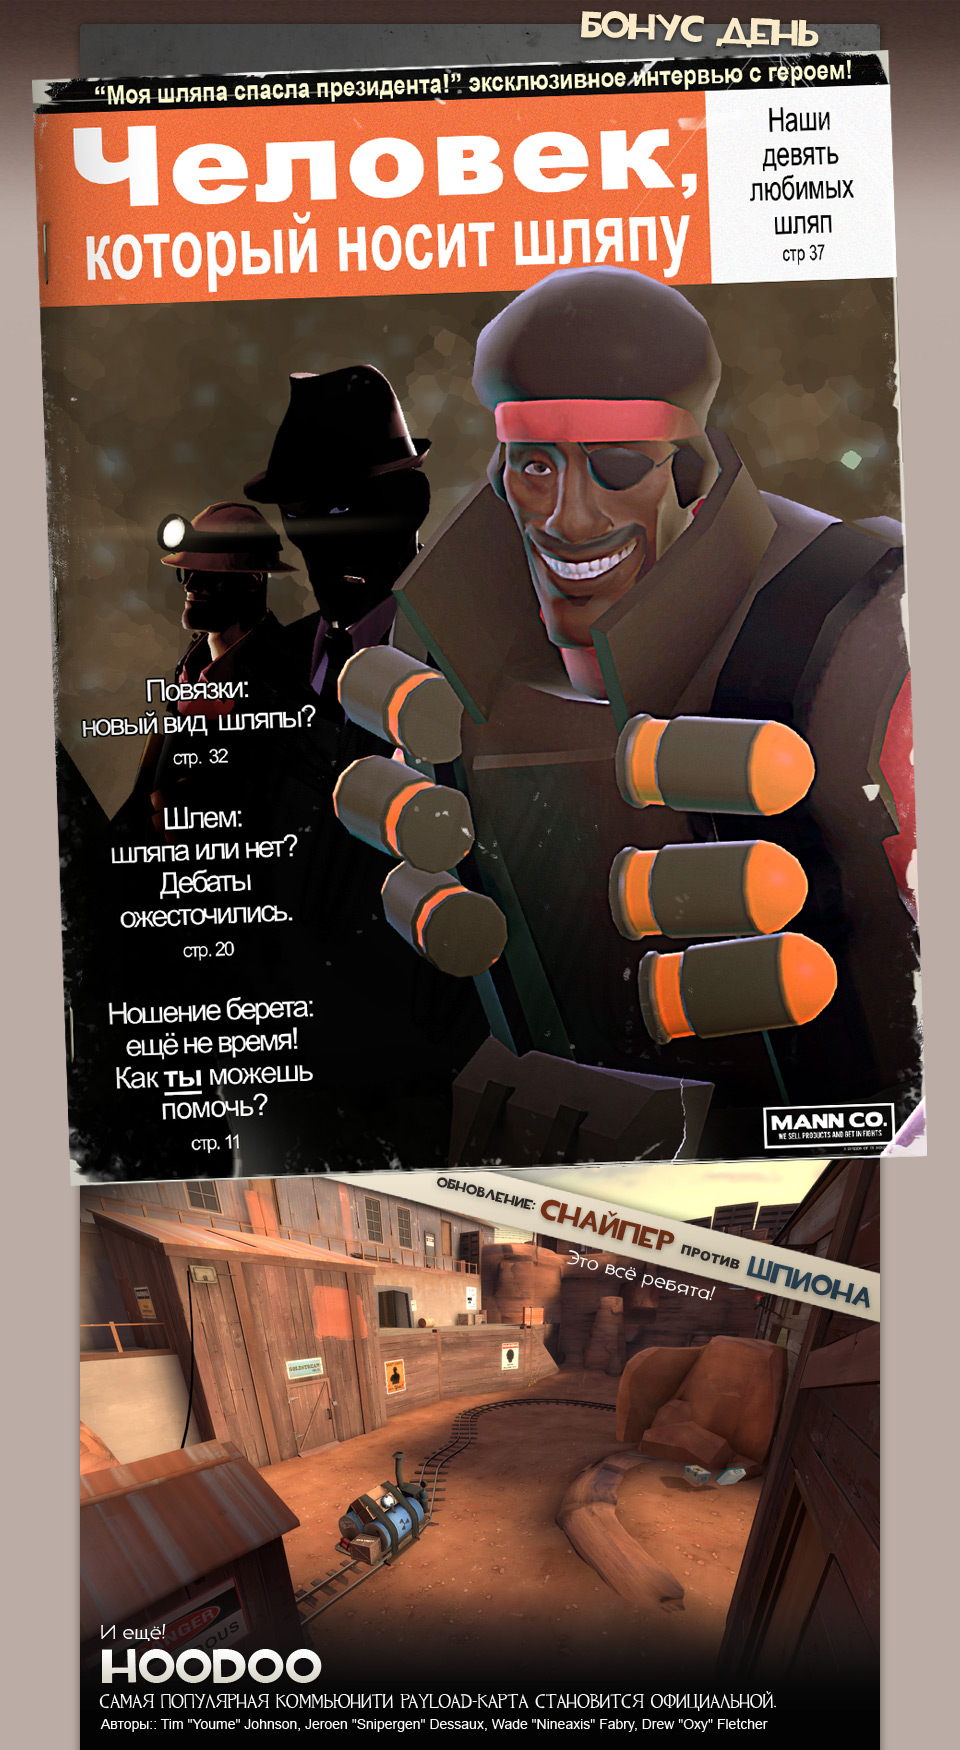 БОНУС ДЕНЬ
“Моя шляпа спасла президента!” эксклюзивное интервью с героем!
Человек,
который носит шляпу
Наши
девять
любимых
шляп
стр 37
Повязки:
новый вид шляпы?
стр. 32
Шлем:
шляпа или нет?
Дебаты
ожесточились.
стр. 20
Ношение берета:
ещё не время!
Как ты можешь
помочь?
стр. 11
MANN CO.
WE SELL PRODUCTS AND GET IN FIGHTS
ОБНОВЛЕНИЕ: СНАЙПЕР ПРОТИВ ШПИОНА
Это всё ребята!
GOLDSTREAK
DANGER
И ещё!
HOODOO
САМАЯ ПОПУЛЯРНАЯ КОММЬЮНИТИ PAYLOAD-КАРТА СТАНОВИТСЯ ОФИЦИАЛЬНОЙ.
Авторы:: Tim "Youme" Johnson, Jeroen "Snipergen" Dessaux, Wade "Nineaxis" Fabry, Drew "Oxy" Fletcher